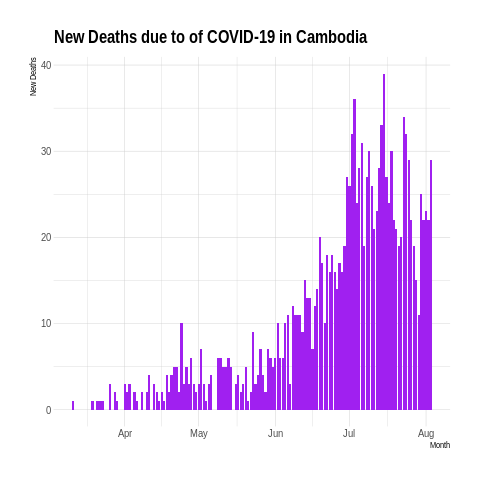 New Deaths due to of COVID-19 in Cambodia
New Deaths
40
30
20
10
0
Apr May Jun Jul Aug
Month